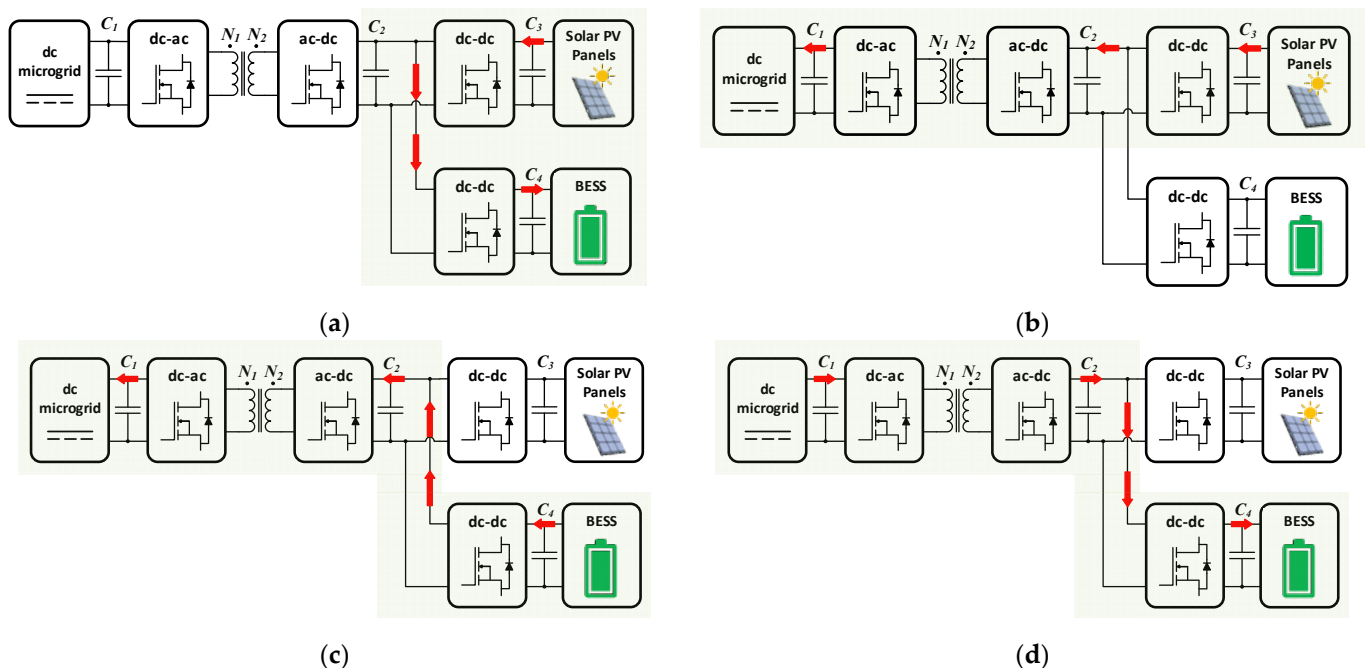 C1 dc-ac N1 N2 ac-dc C2 dc-dc C3 Solar PV
dc Panels
microgrid
C4
dc-dc BESS
(a)
C1 dc-ac N1 N2 ac-dc C2 dc-dc C3 Solar PV
dc Panels
microgrid
C4
dc-dc BESS
(b)
C1 dc-ac N1 N2 ac-dc C2 dc-dc C3 Solar PV
dc Panels
microgrid
C4
dc-dc BESS
(c)
C1 dc-ac N1 N2 ac-dc C2 dc-dc C3 Solar PV
dc Panels
microgrid
C4
dc-dc BESS
(d)